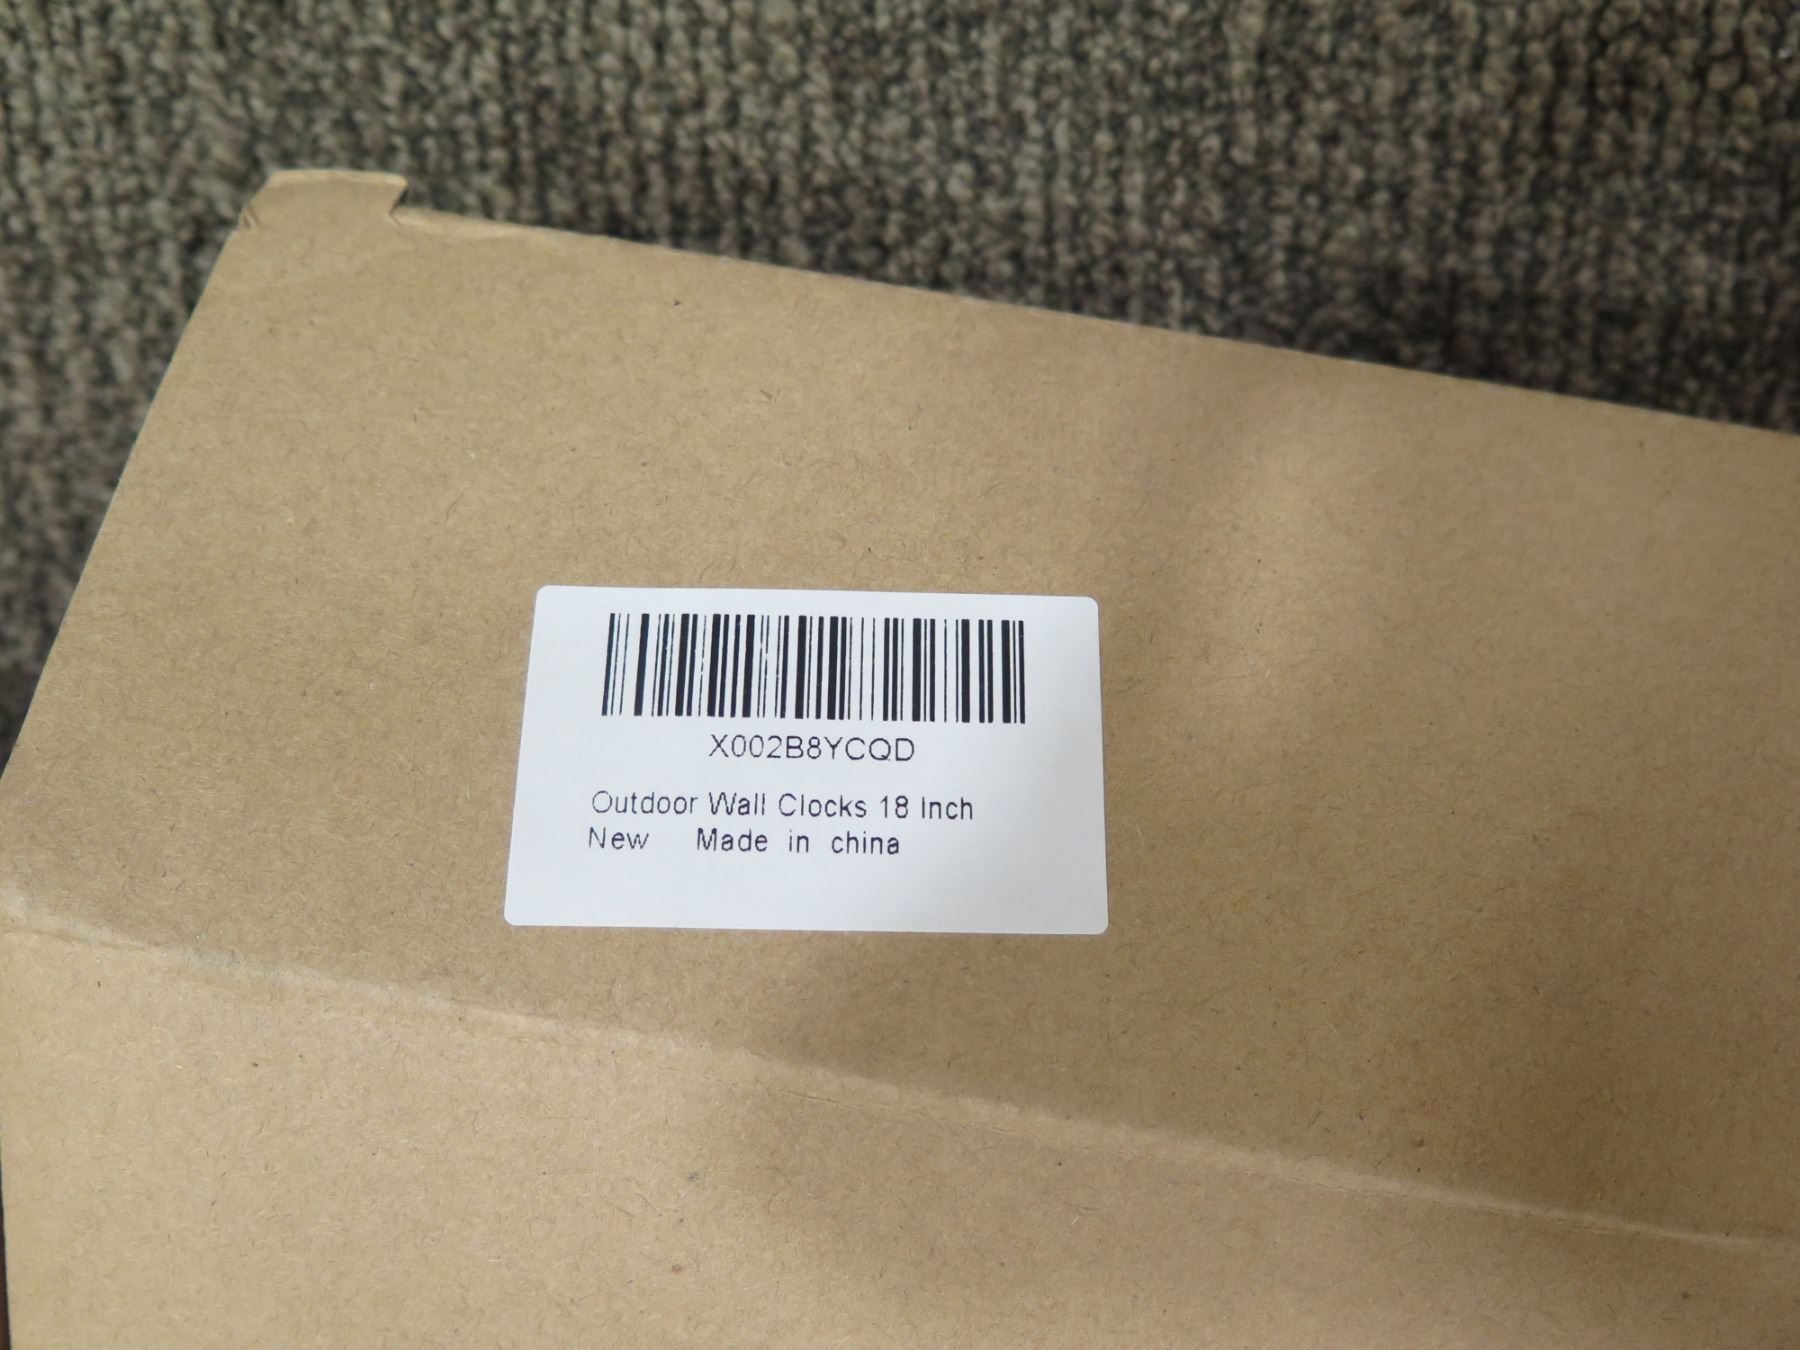 X002B8YCQD
Outdoor Wall Clocks 18 Inch
New Made in china